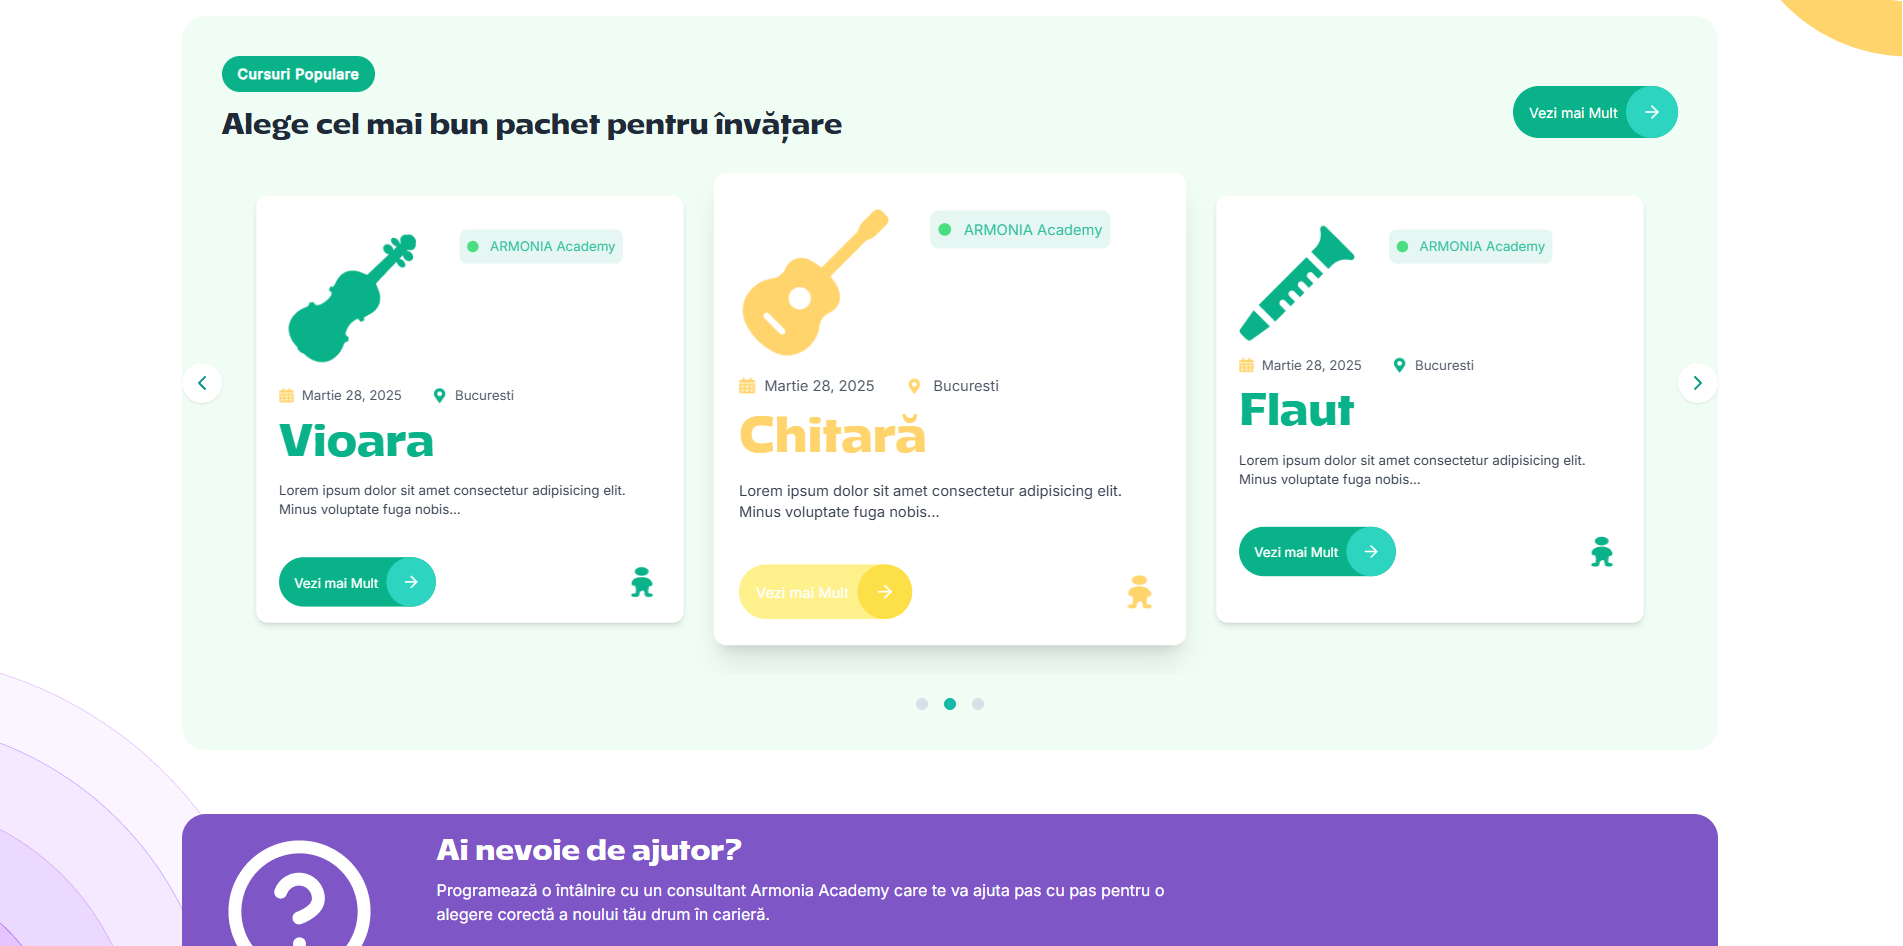 Cursuri Populare
Alege cel mai bun pachet pentru învățare
Vezi mai Mult
ARMONIA Academy
Martie 28, 2025
Bucuresti
Vioara
Lorem ipsum dolor sit amet consectetur adipisicing elit.
Minus voluptate fuga nobis...
Vezi mai Mult
ARMONIA Academy
Martie 28, 2025
Bucuresti
Chitară
Lorem ipsum dolor sit amet consectetur adipisicing elit.
Minus voluptate fuga nobis...
Vezi mai Mult
ARMONIA Academy
Martie 28, 2025
Bucuresti
Flaut
Lorem ipsum dolor sit amet consectetur adipisicing elit.
Minus voluptate fuga nobis...
Vezi mai Mult
Ai nevoie de ajutor?
Programează o întâlnire cu un consultant Armonia Academy care te va ajuta pas cu pas pentru o
alegere corectă a noului tău drum în carieră.